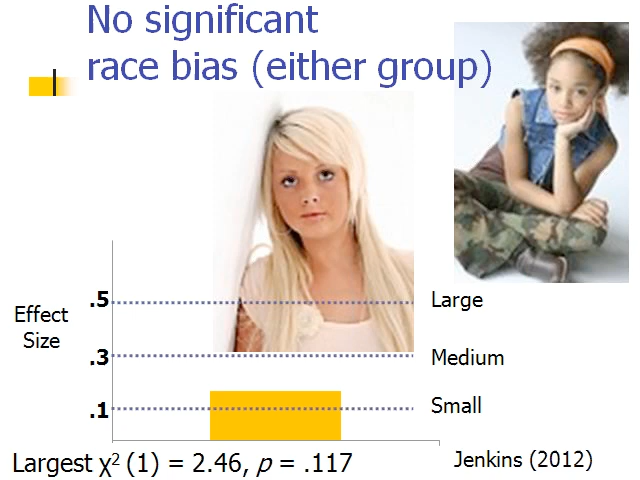 No significant
race bias (either group)
Effect
Size
.5
Large
.3
Medium
.1
Small
Largest χ² (1) = 2.46, p = .117
Jenkins (2012)